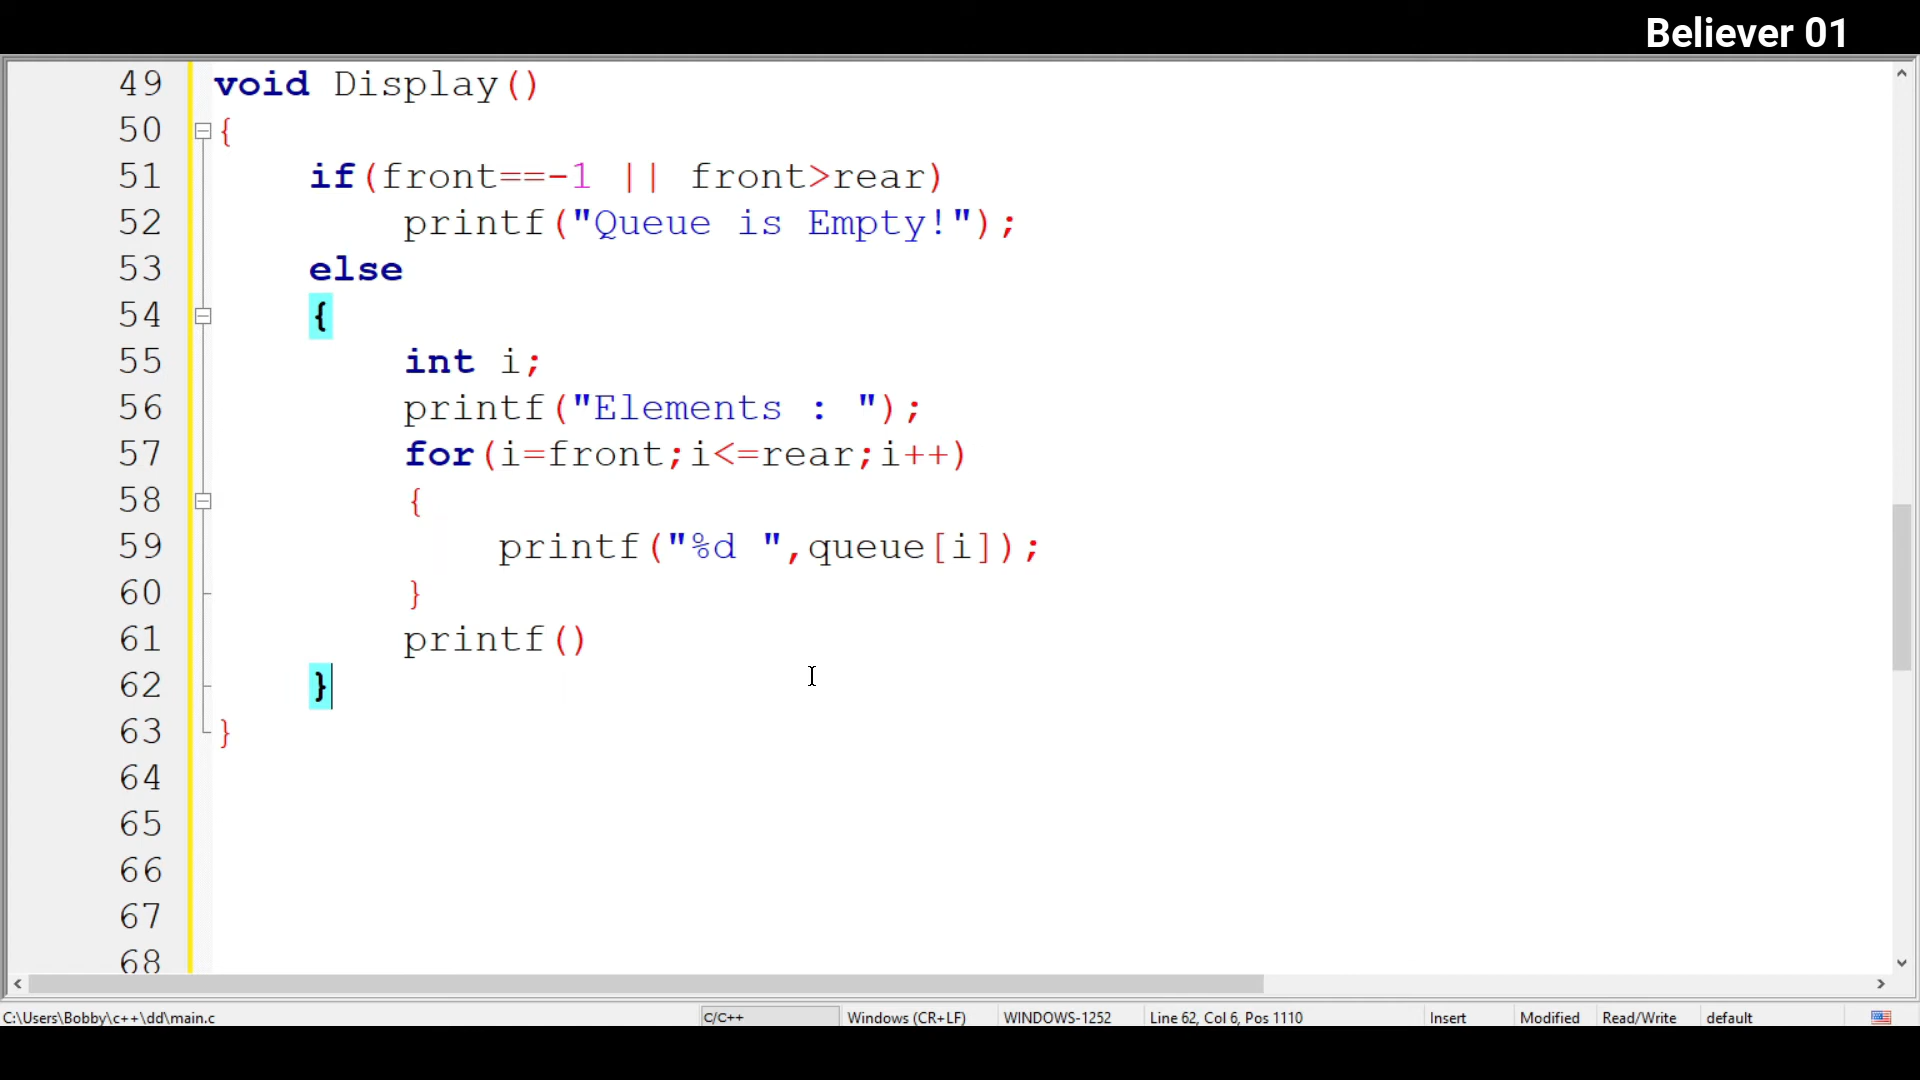 Believer 01
49 void Display()
50 {
51 if(front==-1 || front>rear)
52 printf("Queue is Empty!");
53 else
54 {
55 int i;
56 printf("Elements : ");
57 for(i=front;i<=rear;i++)
58 {
59 printf("%d ",queue[i]);
60 }
61 printf()
62 }
63 }
64
65
66
67
68
C:\Users\Bobby\c++\dd\main.c C/C++ Windows (CR+LF) WINDOWS-1252 Line 62, Col 6, Pos 1110 Insert Modified Read/Write default